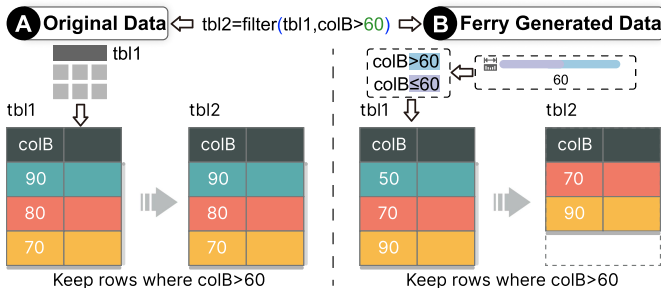 A Original Data
tbl2=filter(tbl1,colB>60)
B Ferry Generated Data
tbl1
colB>60
colB≤60
60
tbl1
tbl2
tbl1
tbl2
colB
colB
colB
colB
90
90
50
70
80
80
70
90
70
70
90
Keep rows where colB>60
Keep rows where colB>60